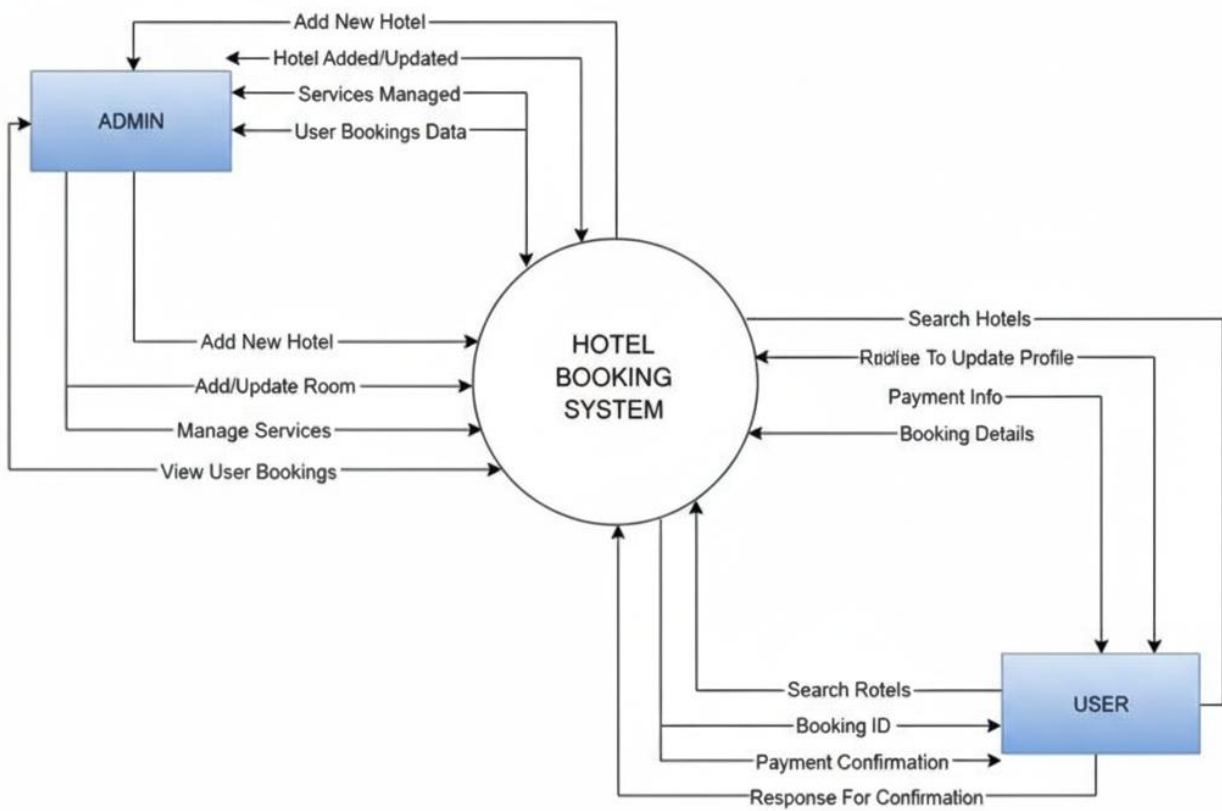 Add New Hotel
Hotel Added/Updated
Services Managed
User Bookings Data
ADMIN
Add New Hotel
Add/Update Room
Manage Services
View User Bookings
HOTEL
BOOKING
SYSTEM
Search Hotels
To Update Profile
Payment Info
Booking Details
Search Rotels
Booking ID
Payment Confirmation
Response For Confirmation
USER